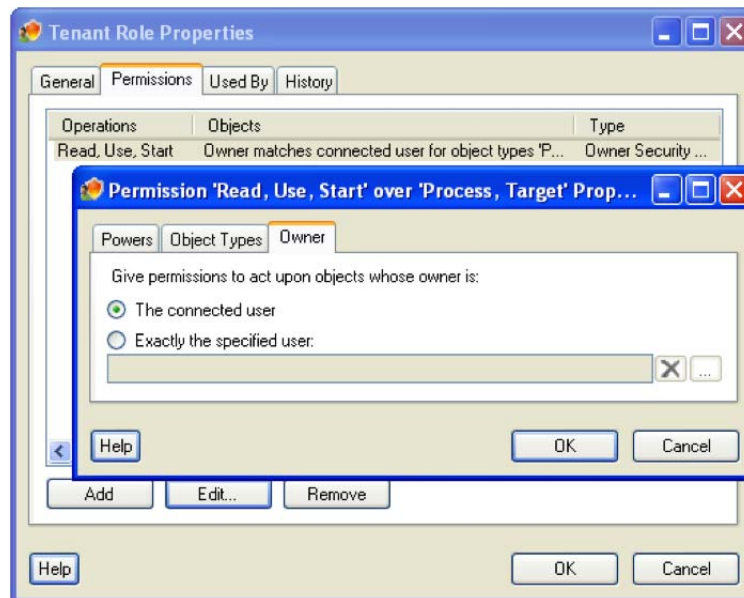 Tenant Role Properties
General Permissions Used By History
Operations Objects Type
Read, Use, Start Owner matches connected user for object types 'P... Owner Security ...
Permission 'Read, Use, Start' over 'Process, Target' Prop...
Powers Object Types Owner
Give permissions to act upon objects whose owner is:
The connected user
Exactly the specified user:
...
Help OK Cancel
Add Edit... Remove
Help OK Cancel